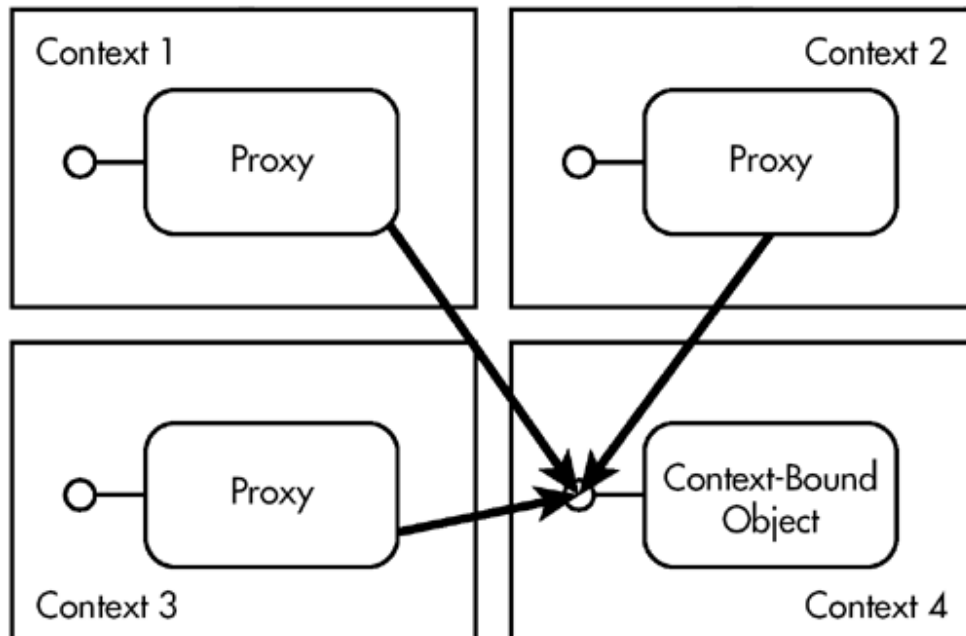 Context 1
Proxy
Context 2
Proxy
Proxy
Context 3
Context-Bound
Object
Context 4